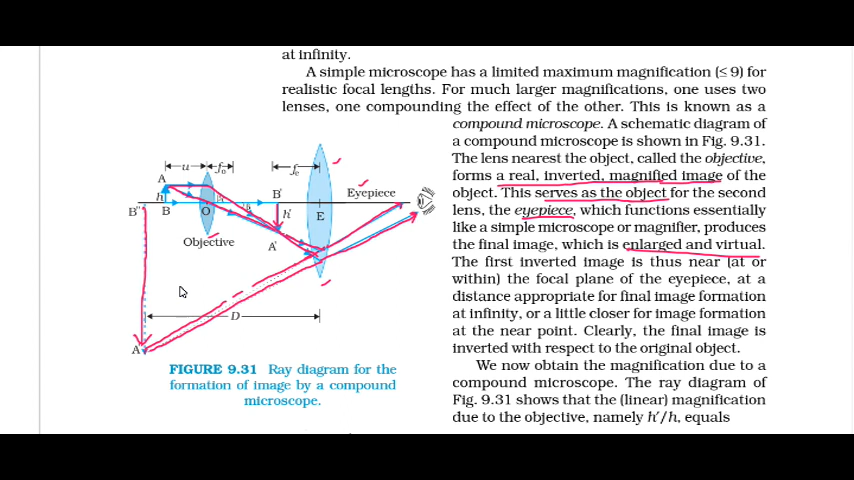 at infinity.
A simple microscope has a limited maximum magnification (≤ 9) for
realistic focal lengths. For much larger magnifications, one uses two
lenses, one compounding the effect of the other. This is known as a
compound microscope. A schematic diagram of
a compound microscope is shown in Fig. 9.31.
The lens nearest the object, called the objective,
forms a real, inverted, magnified image of the
object. This serves as the object for the second
lens, the eyepiece, which functions essentially
like a simple microscope or magnifier, produces
the final image, which is enlarged and virtual.
The first inverted image is thus near (at or
within) the focal plane of the eyepiece, at a
distance appropriate for final image formation
at infinity, or a little closer for image formation
at the near point. Clearly, the final image is
inverted with respect to the original object.
We now obtain the magnification due to a
compound microscope. The ray diagram of
Fig. 9.31 shows that the (linear) magnification
due to the objective, namely h′/h, equals
u
fo
fe
A
B′
Eyepiece
h
h′
B″
B
O
E
Objective
A′
D
A
FIGURE 9.31 Ray diagram for the
formation of image by a compound
microscope.